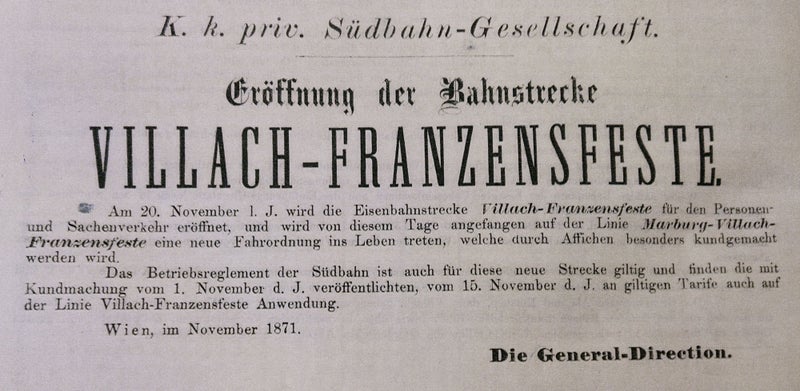 K. k. priv. Südbahn-Gesellschaft.
Eröffnung der Bahnstrecke
VILLACH-FRANZENSFESTE.
Am 20. November l. J. wird die Eisenbahnstrecke Villach-Franzensfeste für den Personen-
und Sachenverkehr eröffnet, und wird von diesem Tage angefangen auf der Linie Marburg-Villach-
Franzensfeste eine neue Fahrordnung ins Leben treten, welche durch Affichen besonders kundgemacht
werden wird.
Das Betriebsreglement der Südbahn ist auch für diese neue Strecke giltig und finden die mit
Kundmachung vom 1. November d. J. veröffentlichten, vom 15. November d. J. an giltigen Tarife auch auf
der Linie Villach-Franzensfeste Anwendung.
Wien, im November 1871.
Die General-Direction.